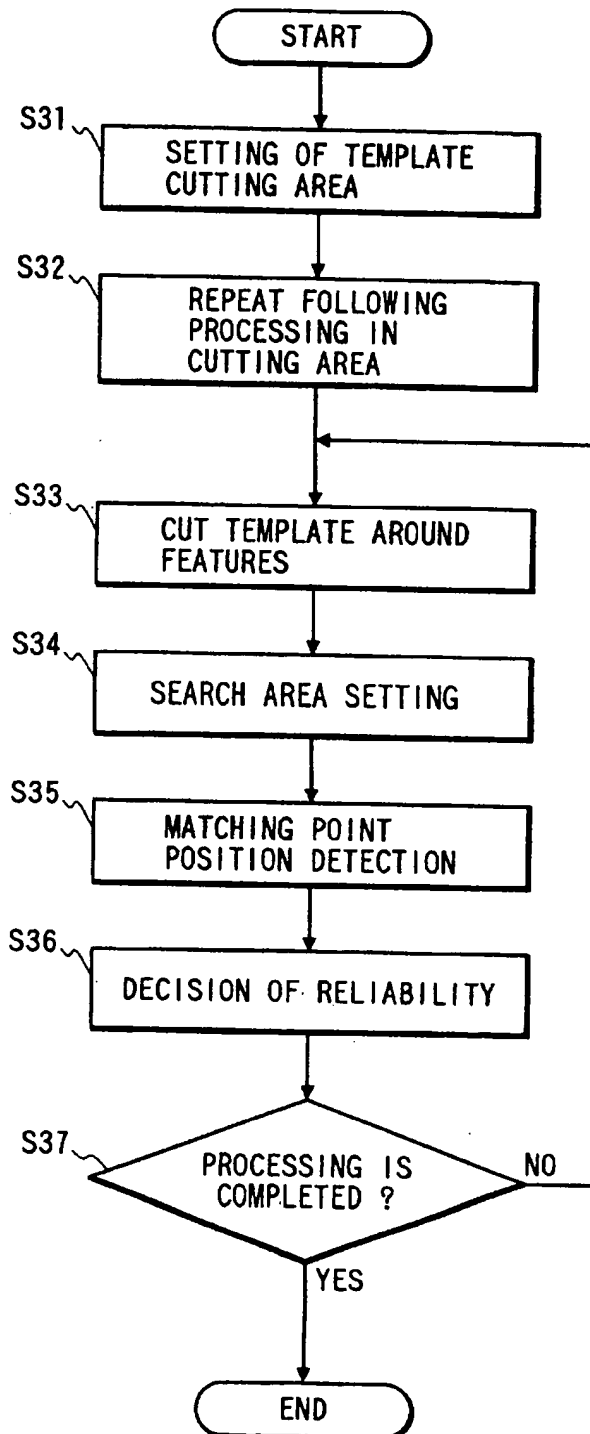 START
S31
SETTING OF TEMPLATE
CUTTING AREA
S32
REPEAT FOLLOWING
PROCESSING IN
CUTTING AREA
S33
CUT TEMPLATE AROUND
FEATURES
S34
SEARCH AREA SETTING
S35
MATCHING POINT
POSITION DETECTION
S36
DECISION OF RELIABILITY
S37
PROCESSING IS
COMPLETED ?
NO
YES
END